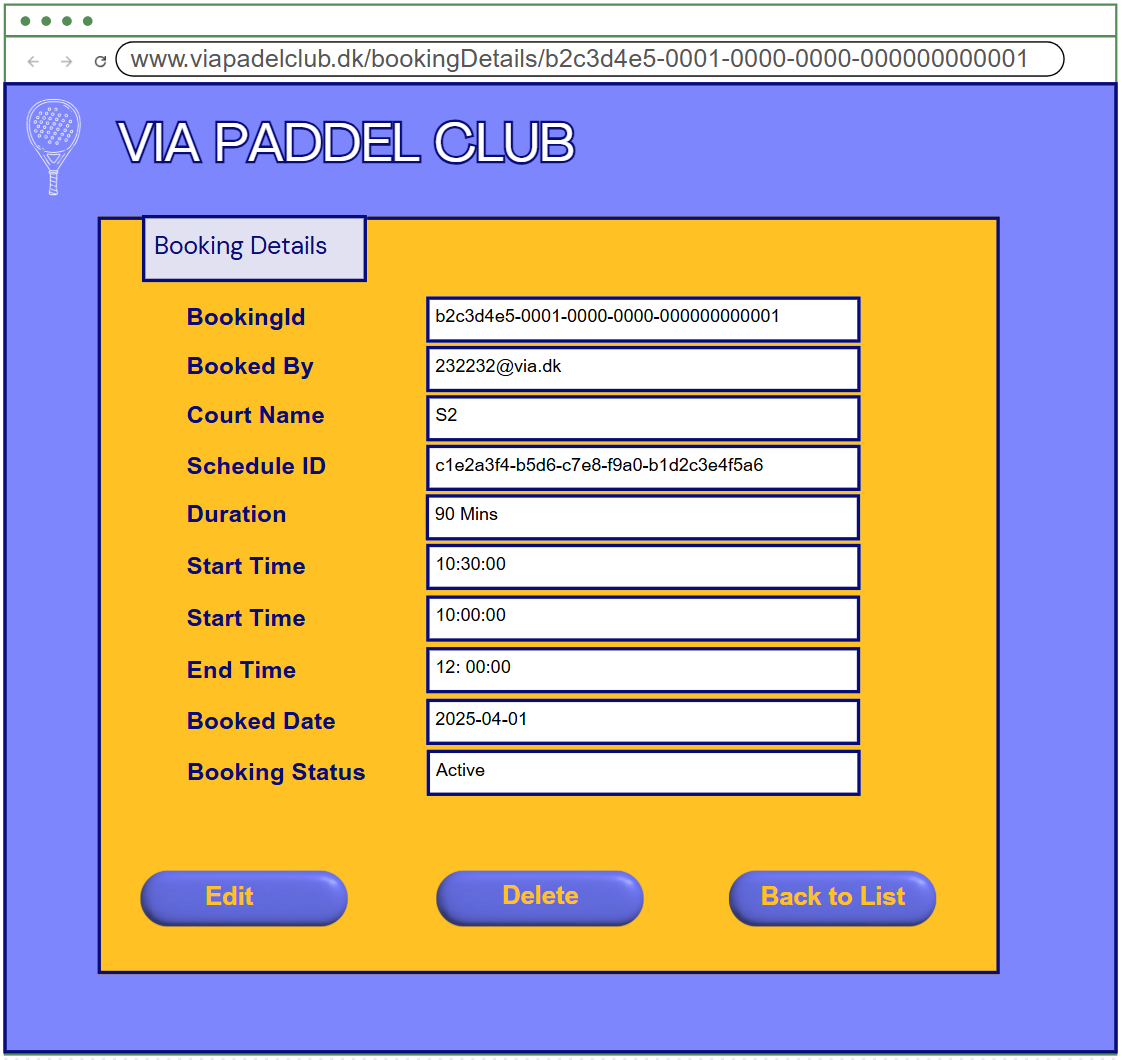 www.viapadelclub.dk/bookingDetails/b2c3d4e5-0001-0000-0000-000000000001
VIA PADDEL CLUB
Booking Details
BookingId b2c3d4e5-0001-0000-0000-000000000001
Booked By 232232@via.dk
Court Name S2
Schedule ID c1e2a3f4-b5d6-c7e8-f9a0-b1d2c3e4f5a6
Duration 90 Mins
Start Time 10:30:00
Start Time 10:00:00
End Time 12: 00:00
Booked Date 2025-04-01
Booking Status Active
Edit Delete Back to List